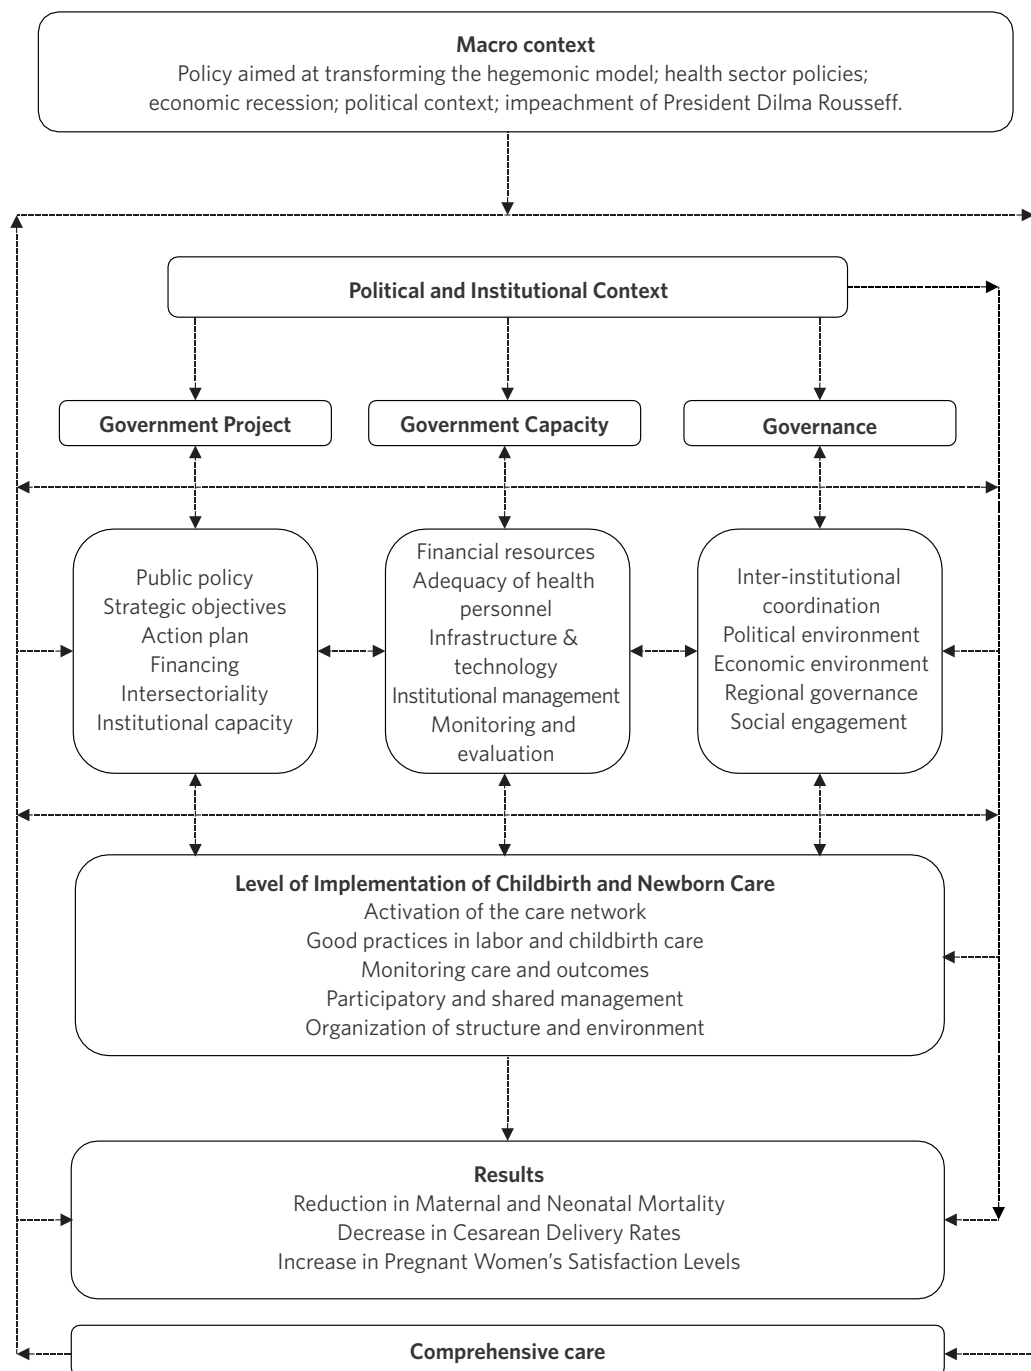 Macro context
Policy aimed at transforming the hegemonic model; health sector policies;
economic recession; political context; impeachment of President Dilma Rousseff.
Political and Institutional Context
Government Project
Government Capacity
Governance
Public policy
Strategic objectives
Action plan
Financing
Intersectoriality
Institutional capacity
Financial resources
Adequacy of health
personnel
Infrastructure &
technology
Institutional management
Monitoring and
evaluation
Inter-institutional
coordination
Political environment
Economic environment
Regional governance
Social engagement
Level of Implementation of Childbirth and Newborn Care
Activation of the care network
Good practices in labor and childbirth care
Monitoring care and outcomes
Participatory and shared management
Organization of structure and environment
Results
Reduction in Maternal and Neonatal Mortality
Decrease in Cesarean Delivery Rates
Increase in Pregnant Women's Satisfaction Levels
Comprehensive care